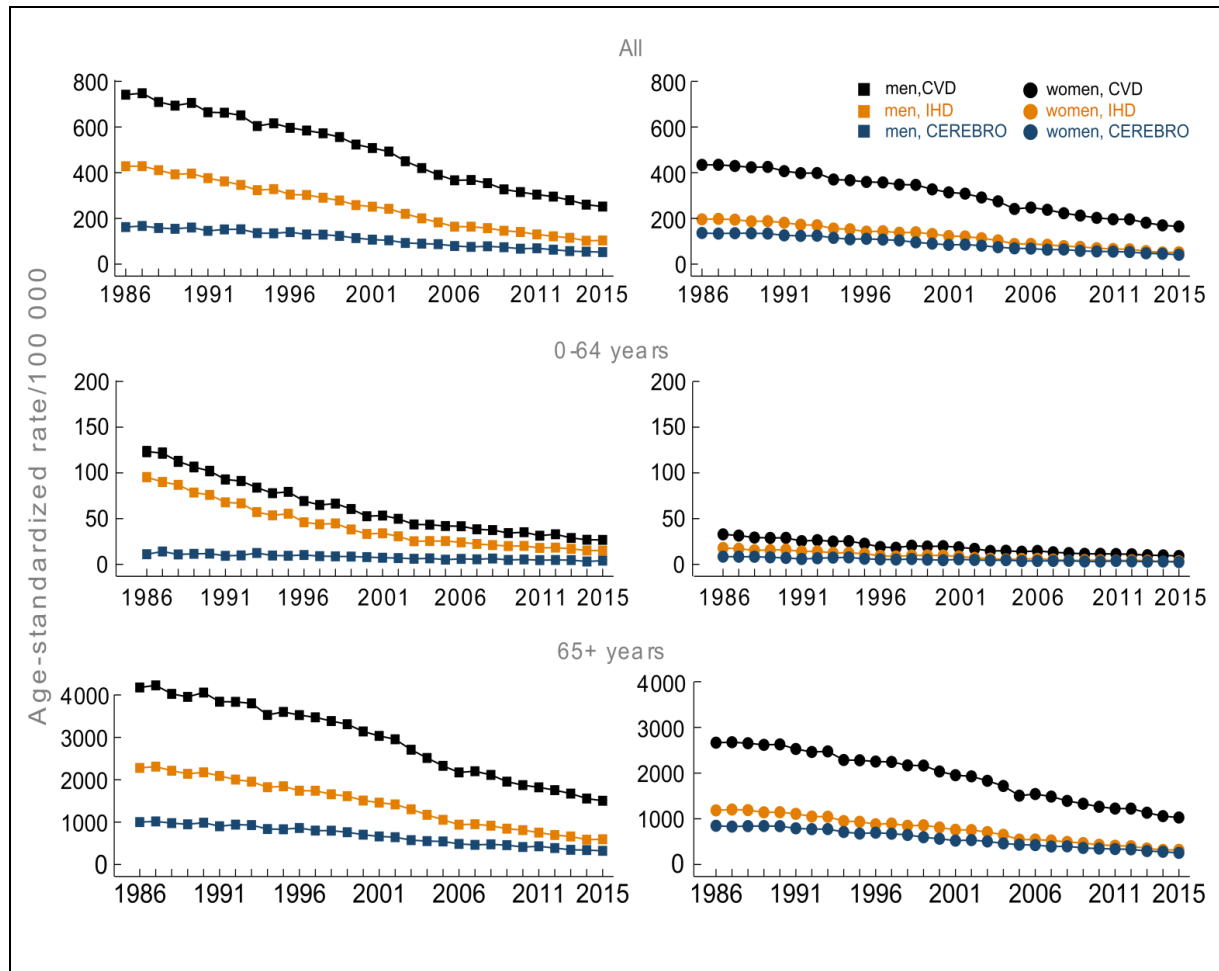 All
Age-standardized rate/100 000
800
600
400
200
0
1986 1991 1996 2001 2006 2011 2015
800
600
400
200
0
1986 1991 1996 2001 2006 2011 2015
men,CVD
men, IHD
men, CEREBRO
women, CVD
women, IHD
women, CEREBRO
0-64 years
200
150
100
50
0
1986 1991 1996 2001 2006 2011 2015
200
150
100
50
0
1986 1991 1996 2001 2006 2011 2015
65+ years
4000
3000
2000
1000
0
1986 1991 1996 2001 2006 2011 2015
4000
3000
2000
1000
0
1986 1991 1996 2001 2006 2011 2015